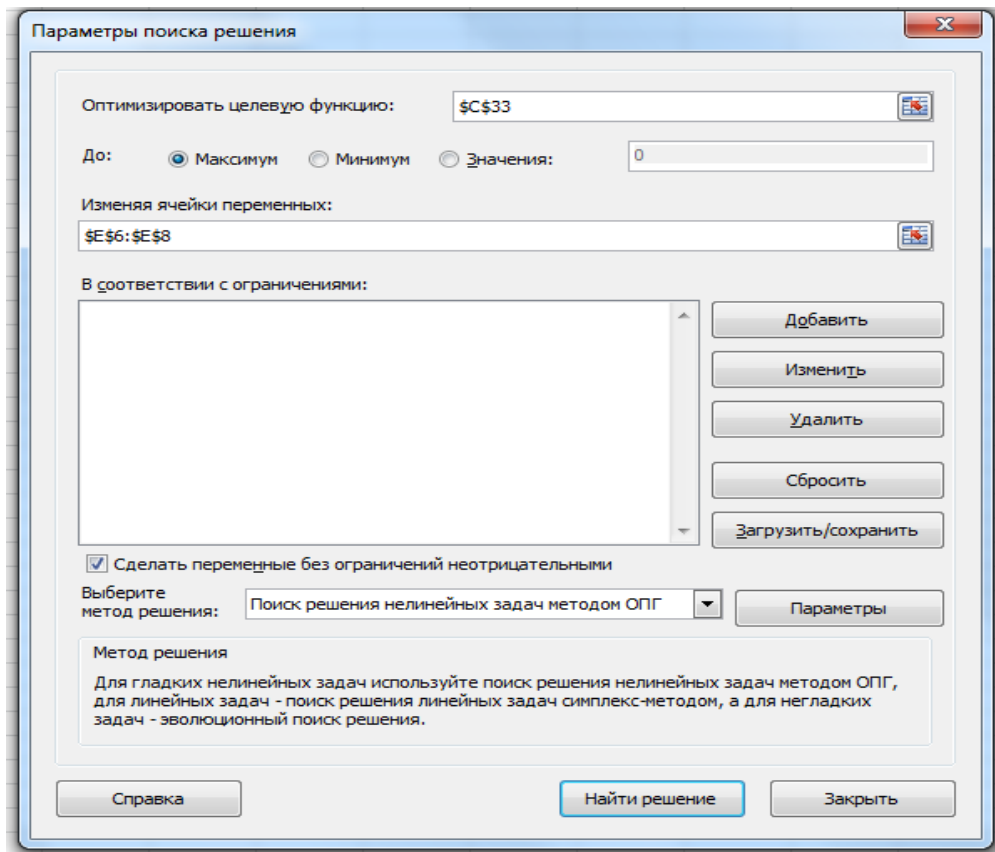 Параметры поиска решения
Оптимизировать целевую функцию: $C$33
До: Максимум Минимум Значения: 0
Изменяя ячейки переменных:
$E$6:$E$8
В соответствии с ограничениями:
Добавить
Изменить
Удалить
Сбросить
Загрузить/сохранить
Сделать переменные без ограничений неотрицательными
Выберите
метод решения: Поиск решения нелинейных задач методом ОПГ Параметры
Метод решения
Для гладких нелинейных задач используйте поиск решения нелинейных задач методом ОПГ,
для линейных задач - поиск решения линейных задач симплекс-методом, а для негладких
задач - эволюционный поиск решения.
Справка Найти решение Закрыть